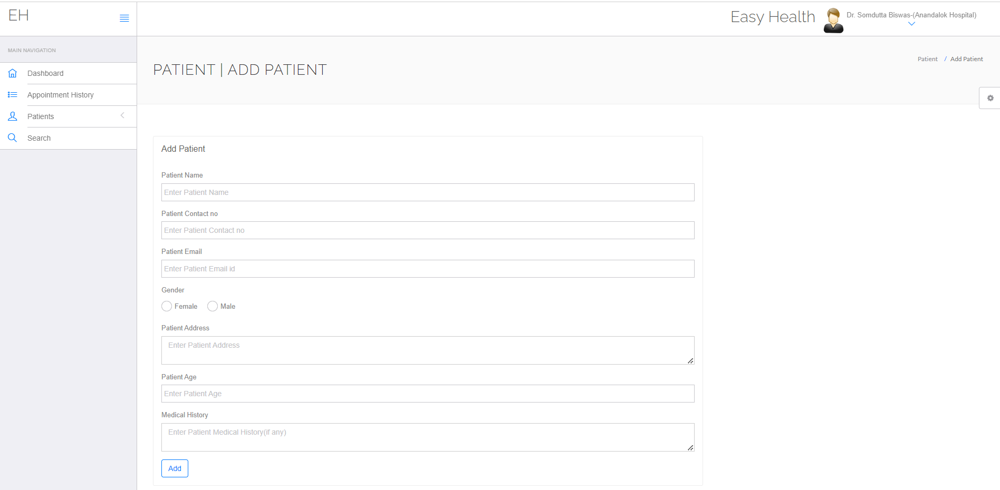 EH
Easy Health
Dr. Somdutta Biswas-(Anandalok Hospital)
MAIN NAVIGATION
Dashboard
Appointment History
Patients
Search
PATIENT | ADD PATIENT
Patient / Add Patient
Add Patient
Patient Name
Enter Patient Name
Patient Contact no
Enter Patient Contact no
Patient Email
Enter Patient Email id
Gender
Female Male
Patient Address
Enter Patient Address
Patient Age
Enter Patient Age
Medical History
Enter Patient Medical History(if any)
Add